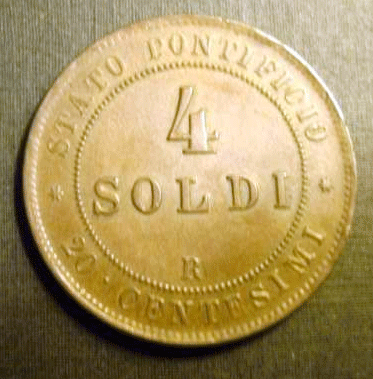 STATO PONTIFICIO
4
SOLDI
R
20 · CENTESIMI